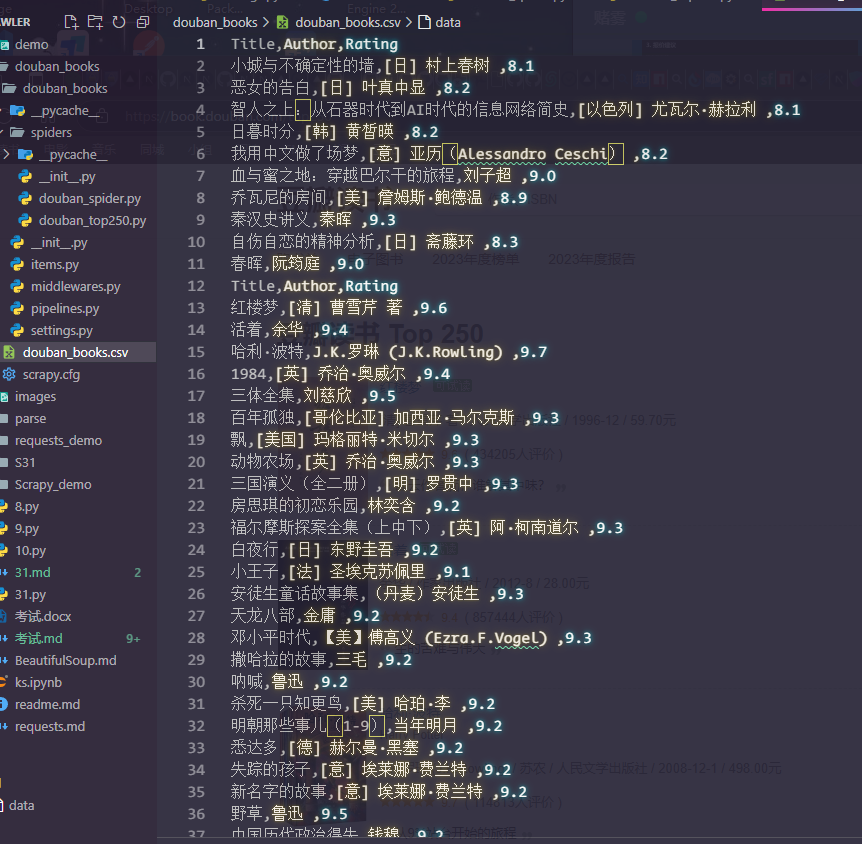 WLER
douban_books > douban_books.csv > data
demo
douban_books
douban_books
__pycache__
spiders
__pycache__
__init__.py
douban_spider.py
douban_top250.py
__init__.py
items.py
middlewares.py
pipelines.py
settings.py
douban_books.csv
scrapy.cfg
images
parse
requests_demo
S31
Scrapy_demo
8.py
9.py
10.py
31.md 2
31.py
考试.docx
考试.md 9+
BeautifulSoup.md
ks.ipynb
readme.md
requests.md
data
1 Title,Author,Rating
2 小城与不确定性的墙,[日] 村上春树 ,8.1
3 恶女的告白,[日] 叶真中显 ,8.2
4 智人之上：从石器时代到AI时代的信息网络简史,[以色列] 尤瓦尔·赫拉利 ,8.1
5 日暮时分,[韩] 黄皙暎 ,8.2
6 我用中文做了场梦,[意] 亚历（Alessandro Ceschi） ,8.2
7 血与蜜之地：穿越巴尔干的旅程,刘子超 ,9.0
8 乔瓦尼的房间,[美] 詹姆斯·鲍德温 ,8.9
9 秦汉史讲义,秦晖 ,9.3
10 自伤自恋的精神分析,[日] 斋藤环 ,8.3
11 春晖,阮筠庭 ,9.0
12 Title,Author,Rating
13 红楼梦,[清] 曹雪芹 著 ,9.6
14 活着,余华 ,9.4
15 哈利·波特,J.K.罗琳 (J.K.Rowling) ,9.7
16 1984,[英] 乔治·奥威尔 ,9.4
17 三体全集,刘慈欣 ,9.5
18 百年孤独,[哥伦比亚] 加西亚·马尔克斯 ,9.3
19 飘,[美国] 玛格丽特·米切尔 ,9.3
20 动物农场,[英] 乔治·奥威尔 ,9.3
21 三国演义（全二册）,[明] 罗贯中 ,9.3
22 房思琪的初恋乐园,林奕含 ,9.2
23 福尔摩斯探案全集（上中下）,[英] 阿·柯南道尔 ,9.3
24 白夜行,[日] 东野圭吾 ,9.2
25 小王子,[法] 圣埃克苏佩里 ,9.1
26 安徒生童话故事集,（丹麦）安徒生 ,9.3
27 天龙八部,金庸 ,9.2
28 邓小平时代,【美】傅高义 (Ezra.F.Vogel) ,9.3
29 撒哈拉的故事,三毛 ,9.2
30 呐喊,鲁迅 ,9.2
31 杀死一只知更鸟,[美] 哈珀·李 ,9.2
32 明朝那些事儿（1-9）,当年明月 ,9.2
33 悉达多,[德] 赫尔曼·黑塞 ,9.2
34 失踪的孩子,[意] 埃莱娜·费兰特 ,9.2
35 新名字的故事,[意] 埃莱娜·费兰特 ,9.2
36 野草,鲁迅 ,9.5
37 中国历代政治得失,钱穆 ,9.2